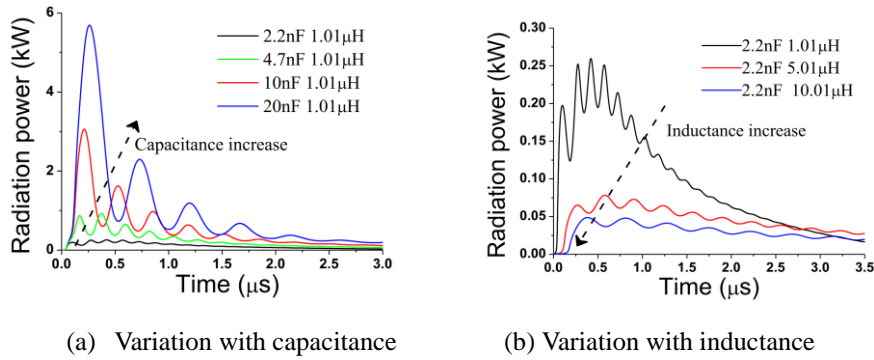 2.2nF 1.01μH
4.7nF 1.01μH
10nF 1.01μH
20nF 1.01μH
Capacitance increase
Radiation power (kW)
6
4
2
0
0.0 0.5 1.0 1.5 2.0 2.5 3.0
Time (μs)
(a) Variation with capacitance
2.2nF 1.01μH
2.2nF 5.01μH
2.2nF 10.01μH
Inductance increase
Radiation power (kW)
0.30
0.25
0.20
0.15
0.10
0.05
0.00
0.0 0.5 1.0 1.5 2.0 2.5 3.0 3.5
Time (μs)
(b) Variation with inductance